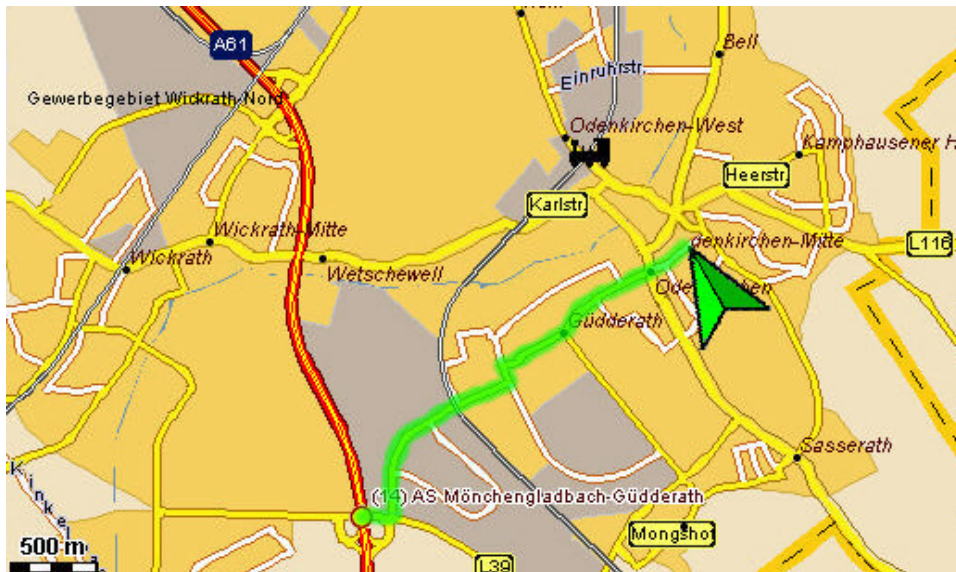 Bell
A61
Einruhrstr.
Gewerbegebiet Wickrath-Nord
Odenkirchen-West
Kamphausener H
Heerstr.
Karlstr.
Wickrath-Mitte
denkirchen-Mitte
L116
Wickrath
Wetschewell
Güdderath
Sasserath
(14) AS Mönchengladbach-Güdderath
Mongshof
500 m
L39